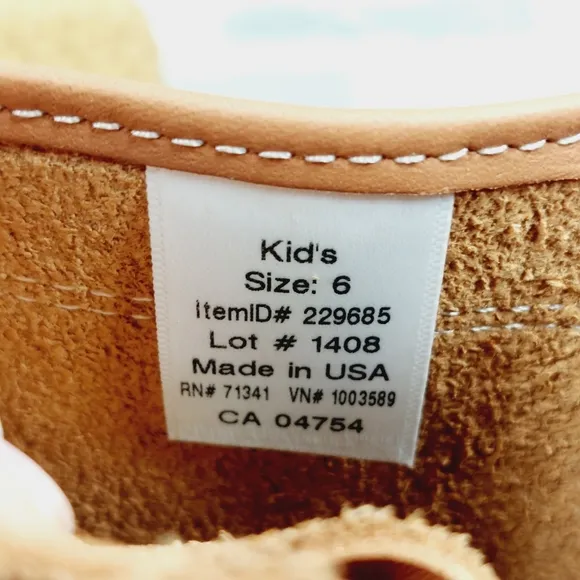 Kid's
Size: 6
ItemID# 229685
Lot # 1408
Made in USA
RN# 71341 VN# 1003589
CA 04754